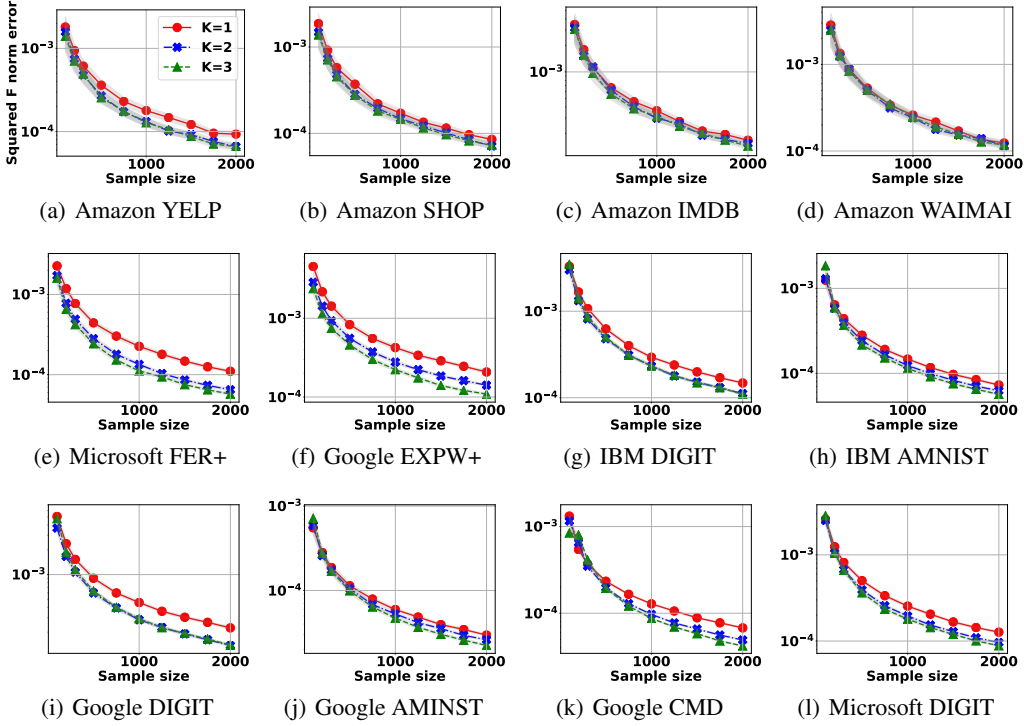 Squared F norm error
10⁻³
10⁻⁴
1000
2000
Sample size
K=1
K=2
K=3
(a) Amazon YELP
10⁻³
10⁻⁴
1000
2000
Sample size
(b) Amazon SHOP
10⁻³
1000
2000
Sample size
(c) Amazon IMDB
10⁻³
10⁻⁴
1000
2000
Sample size
(d) Amazon WAIMAI
10⁻³
10⁻⁴
1000
2000
Sample size
(e) Microsoft FER+
10⁻³
10⁻⁴
1000
2000
Sample size
(f) Google EXPW+
10⁻³
10⁻⁴
1000
2000
Sample size
(g) IBM DIGIT
10⁻³
10⁻⁴
1000
2000
Sample size
(h) IBM AMNIST
10⁻³
1000
2000
Sample size
(i) Google DIGIT
10⁻³
10⁻⁴
1000
2000
Sample size
(j) Google AMINST
10⁻³
10⁻⁴
1000
2000
Sample size
(k) Google CMD
10⁻³
10⁻⁴
1000
2000
Sample size
(l) Microsoft DIGIT